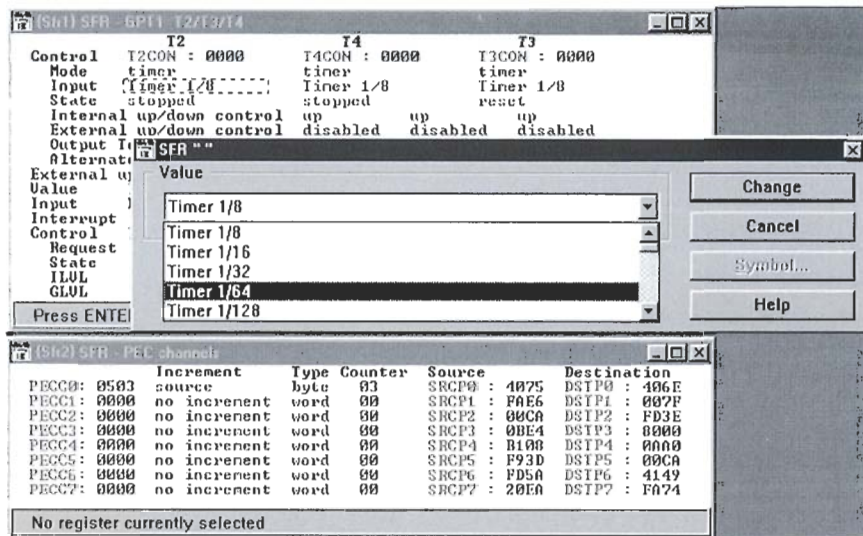 (Sfr1) SFR - GPT1 T2/T3/T4
T2 T4 T3
Control T2CON : 0000 T4CON : 0000 T3CON : 0000
Mode timer timer timer
Input Timer 1/8 Timer 1/8 Timer 1/8
State stopped stopped reset
Internal up/down control up up up
External up/down control disabled disabled disabled
Output T
Alternat
External u
Value
Input
Interrupt
Control
Request
State
ILVL
GLVL
Press ENTE
SFR ""
Value
Timer 1/8
Timer 1/8
Timer 1/16
Timer 1/32
Timer 1/64
Timer 1/128
Change
Cancel
Symbol...
Help
(Sfr2) SFR - PEC channels
Increment Type Counter Source Destination
PECC0: 0503 source byte 03 SRCP0 : 4075 DSTP0 : 406E
PECC1: 0000 no increment word 00 SRCP1 : FAE6 DSTP1 : 007F
PECC2: 0000 no increment word 00 SRCP2 : 00CA DSTP2 : FD3E
PECC3: 0000 no increment word 00 SRCP3 : 0BE4 DSTP3 : 8000
PECC4: 0000 no increment word 00 SRCP4 : B108 DSTP4 : 0AA0
PECC5: 0000 no increment word 00 SRCP5 : F93D DSTP5 : 00CA
PECC6: 0000 no increment word 00 SRCP6 : FD5A DSTP6 : 4149
PECC7: 0000 no increment word 00 SRCP7 : 20EA DSTP7 : FA74
No register currently selected